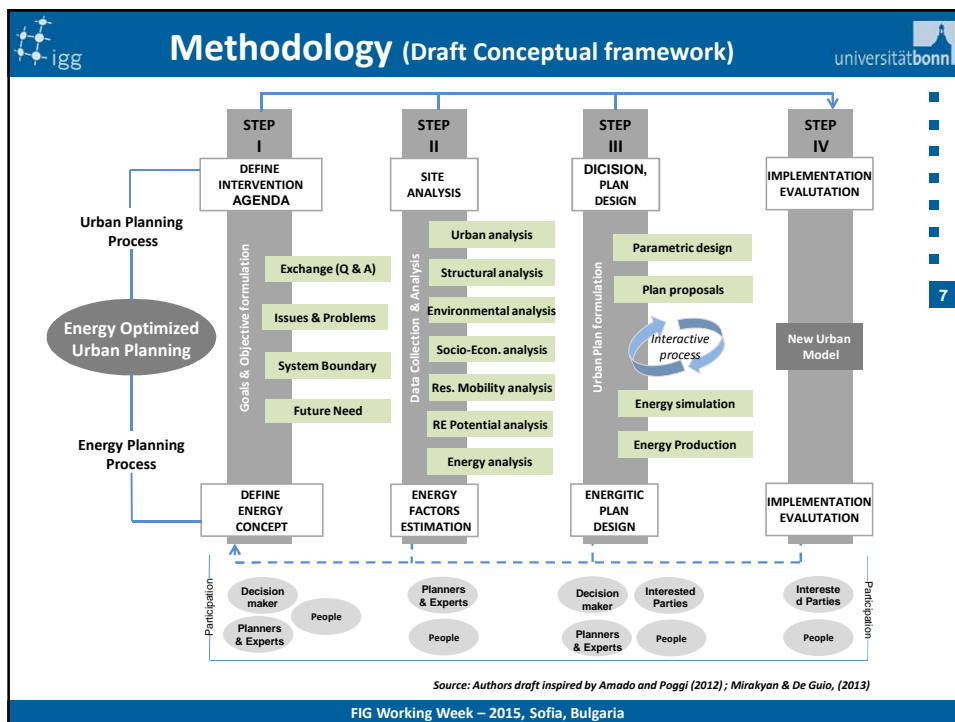 igg
Methodology (Draft Conceptual framework)
universitätbonn
STEP
I
STEP
II
STEP
III
STEP
IV
DEFINE
INTERVENTION
AGENDA
SITE
ANALYSIS
DICISION,
PLAN
DESIGN
IMPLEMENTATION
EVALUTATION
Urban Planning
Process
Energy Optimized
Urban Planning
Energy Planning
Process
Goals & Objective formulation
Exchange (Q & A)
Issues & Problems
System Boundary
Future Need
Data Collection & Analysis
Urban analysis
Structural analysis
Environmental analysis
Socio-Econ. analysis
Res. Mobility analysis
RE Potential analysis
Energy analysis
Urban Plan formulation
Parametric design
Plan proposals
Interactive
process
Energy simulation
Energy Production
New Urban
Model
7
DEFINE
ENERGY
CONCEPT
ENERGY
FACTORS
ESTIMATION
ENERGITIC
PLAN
DESIGN
IMPLEMENTATION
EVALUTATION
Participation
Decision
maker
People
Planners
& Experts
Planners
& Experts
People
Decision
maker
Interested
Parties
Planners
& Experts
People
Intereste
d Parties
People
Participation
Source: Authors draft inspired by Amado and Poggi (2012) ; Mirakyan & De Guio, (2013)
FIG Working Week – 2015, Sofia, Bulgaria